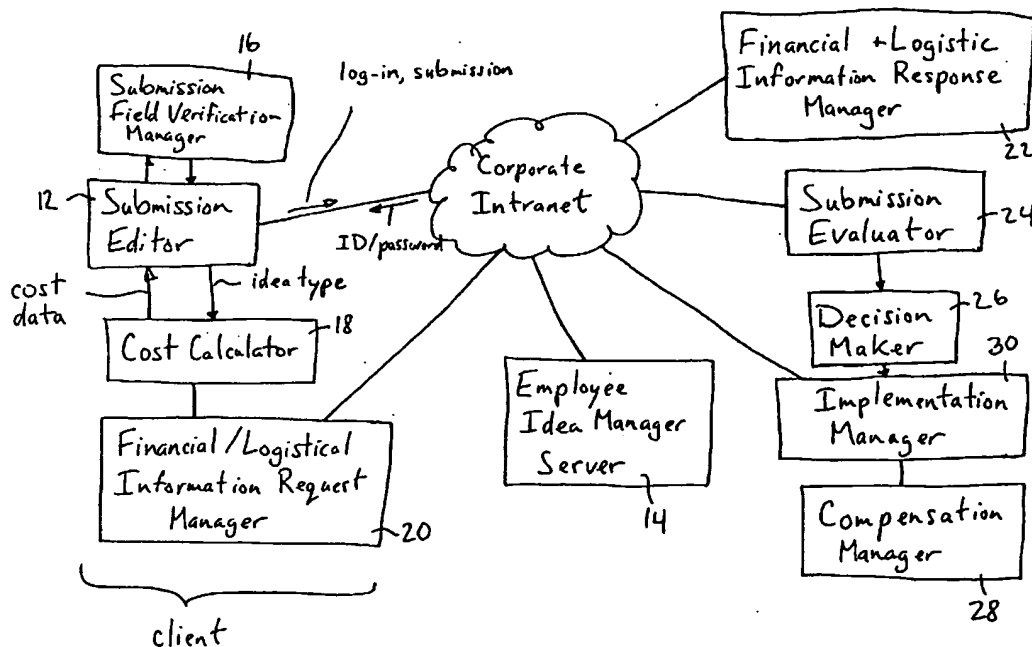 16
Submission
Field Verification
Manager
log-in, submission
Financial + Logistic
Information Response
Manager
22
Corporate
Intranet
12
Submission
Editor
ID/password
Submission
Evaluator
24
cost
data
idea type
Cost Calculator
18
Decision
Maker
26
30
Employee
Idea Manager
Server
14
Implementation
Manager
Financial/Logistical
Information Request
Manager
20
Compensation
Manager
28
client